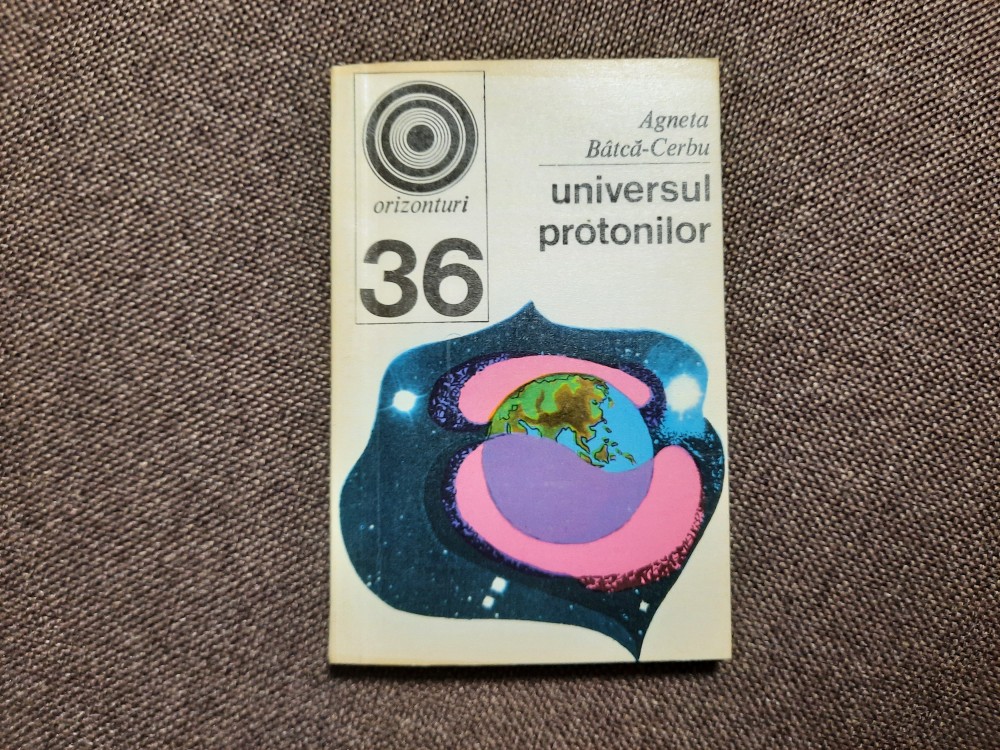 orizonturi
36
Agneta
Bâtcă-Cerbu
universul
protonilor